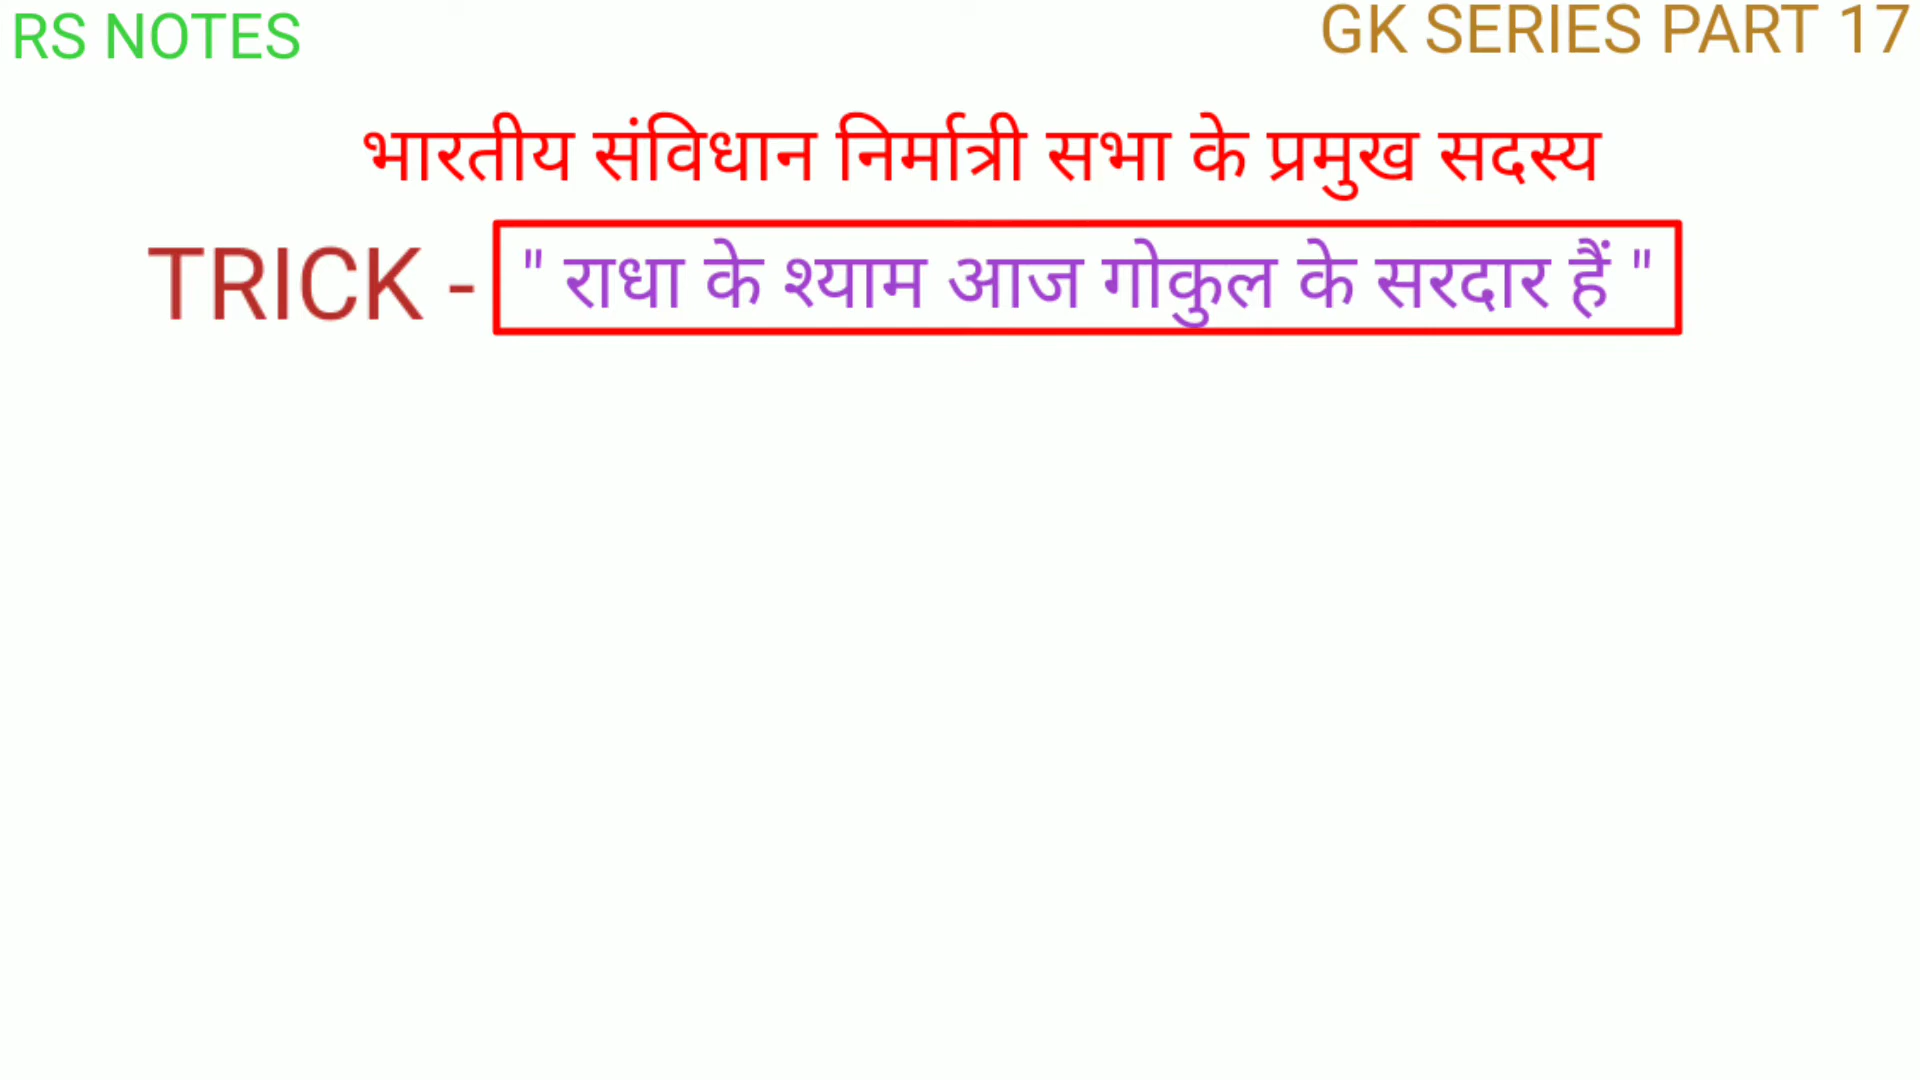 RS NOTES
GK SERIES PART 17
भारतीय संविधान निर्मात्री सभा के प्रमुख सदस्य
TRICK - " राधा के श्याम आज गोकुल के सरदार हैं "